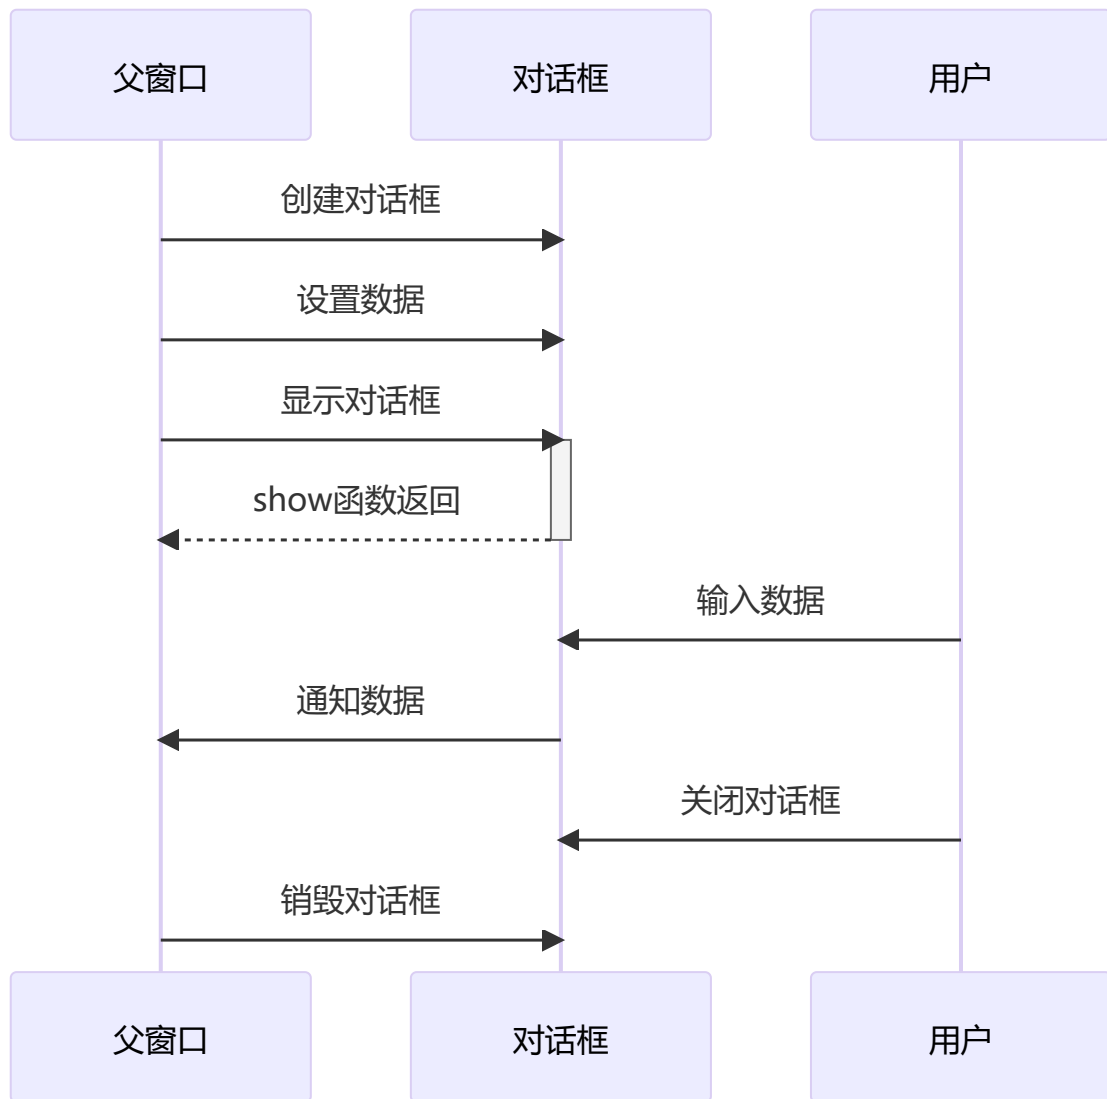 父窗口
对话框
用户
创建对话框
设置数据
显示对话框
show函数返回
输入数据
通知数据
关闭对话框
销毁对话框
父窗口
对话框
用户